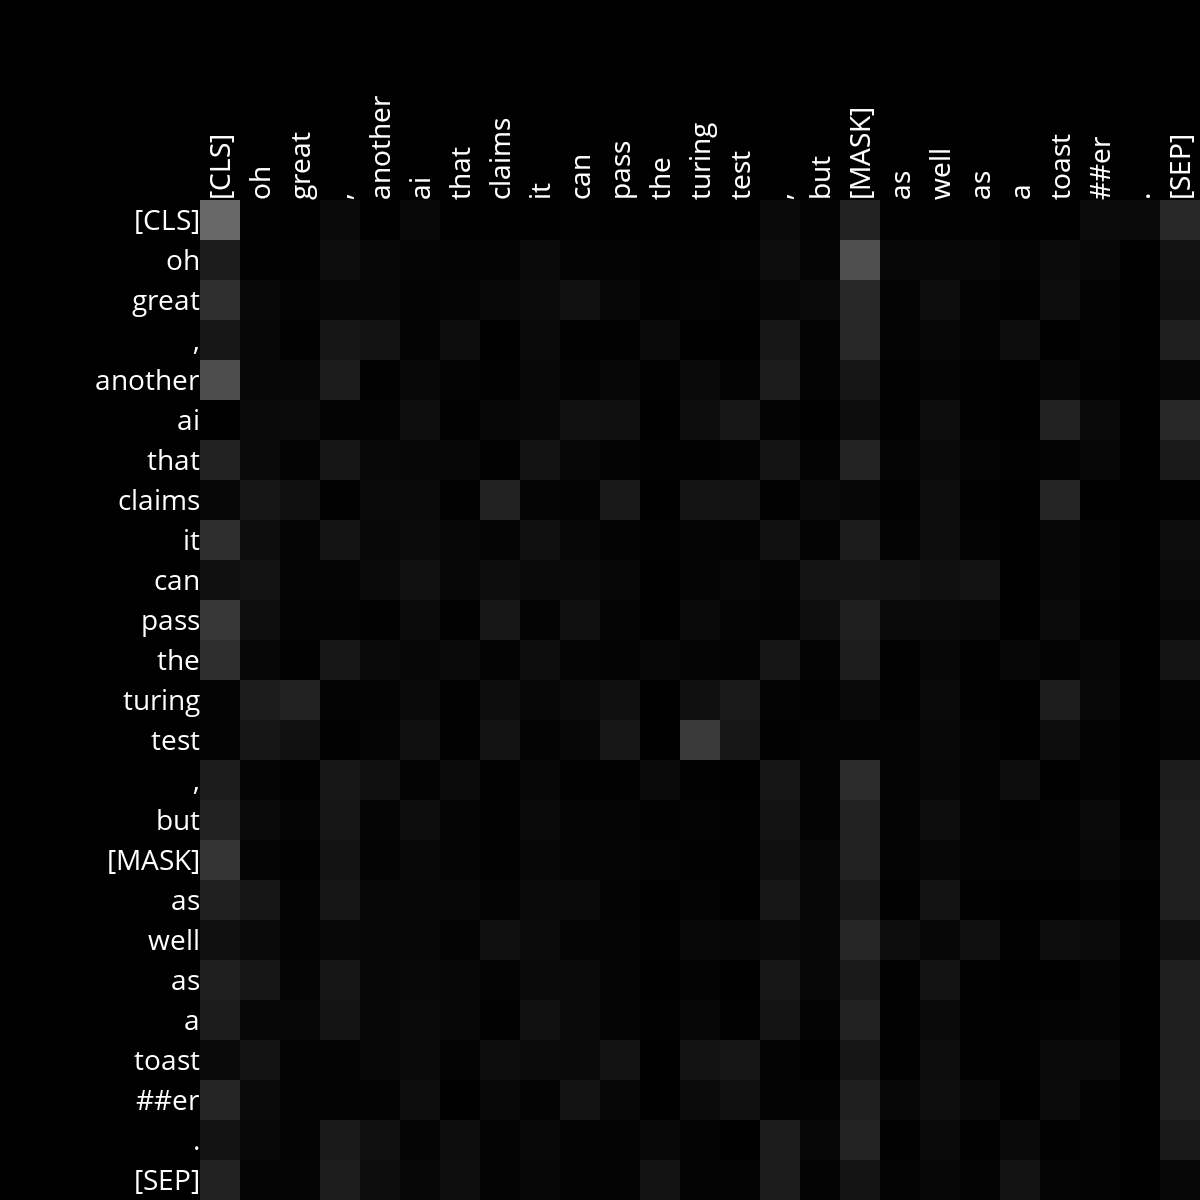 [CLS] oh great , another ai that claims it can pass the turing test , but [MASK] as well as a toast ##er . [SEP]
[CLS]
oh
great
,
another
ai
that
claims
it
can
pass
the
turing
test
,
but
[MASK]
as
well
as
a
toast
##er
.
[SEP]